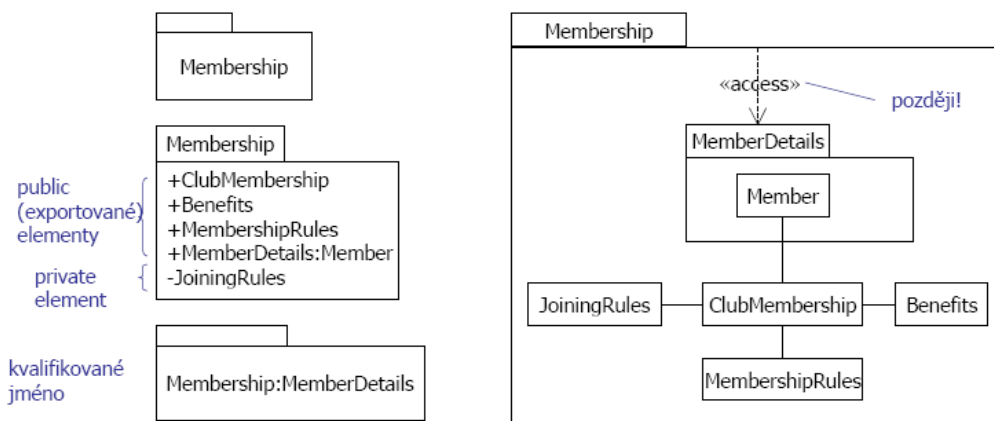 Membership
Membership
+ClubMembership
+Benefits
+MembershipRules
+MemberDetails:Member
-JoiningRules
public
(exportované)
elementy
private
element
kvalifikované
jméno
Membership:MemberDetails
Membership
«access»
později!
MemberDetails
Member
JoiningRules
ClubMembership
Benefits
MembershipRules